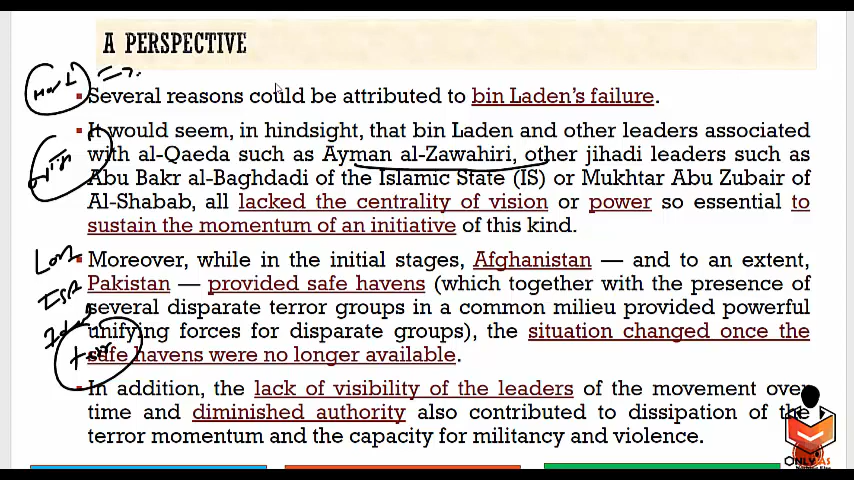 A PERSPECTIVE
Several reasons could be attributed to bin Laden's failure.
It would seem, in hindsight, that bin Laden and other leaders associated
with al-Qaeda such as Ayman al-Zawahiri, other jihadi leaders such as
Abu Bakr al-Baghdadi of the Islamic State (IS) or Mukhtar Abu Zubair of
Al-Shabab, all lacked the centrality of vision or power so essential to
sustain the momentum of an initiative of this kind.
Moreover, while in the initial stages, Afghanistan — and to an extent,
Pakistan — provided safe havens (which together with the presence of
several disparate terror groups in a common milieu provided powerful
unifying forces for disparate groups), the situation changed once the
safe havens were no longer available.
In addition, the lack of visibility of the leaders of the movement over
time and diminished authority also contributed to dissipation of the
terror momentum and the capacity for militancy and violence.